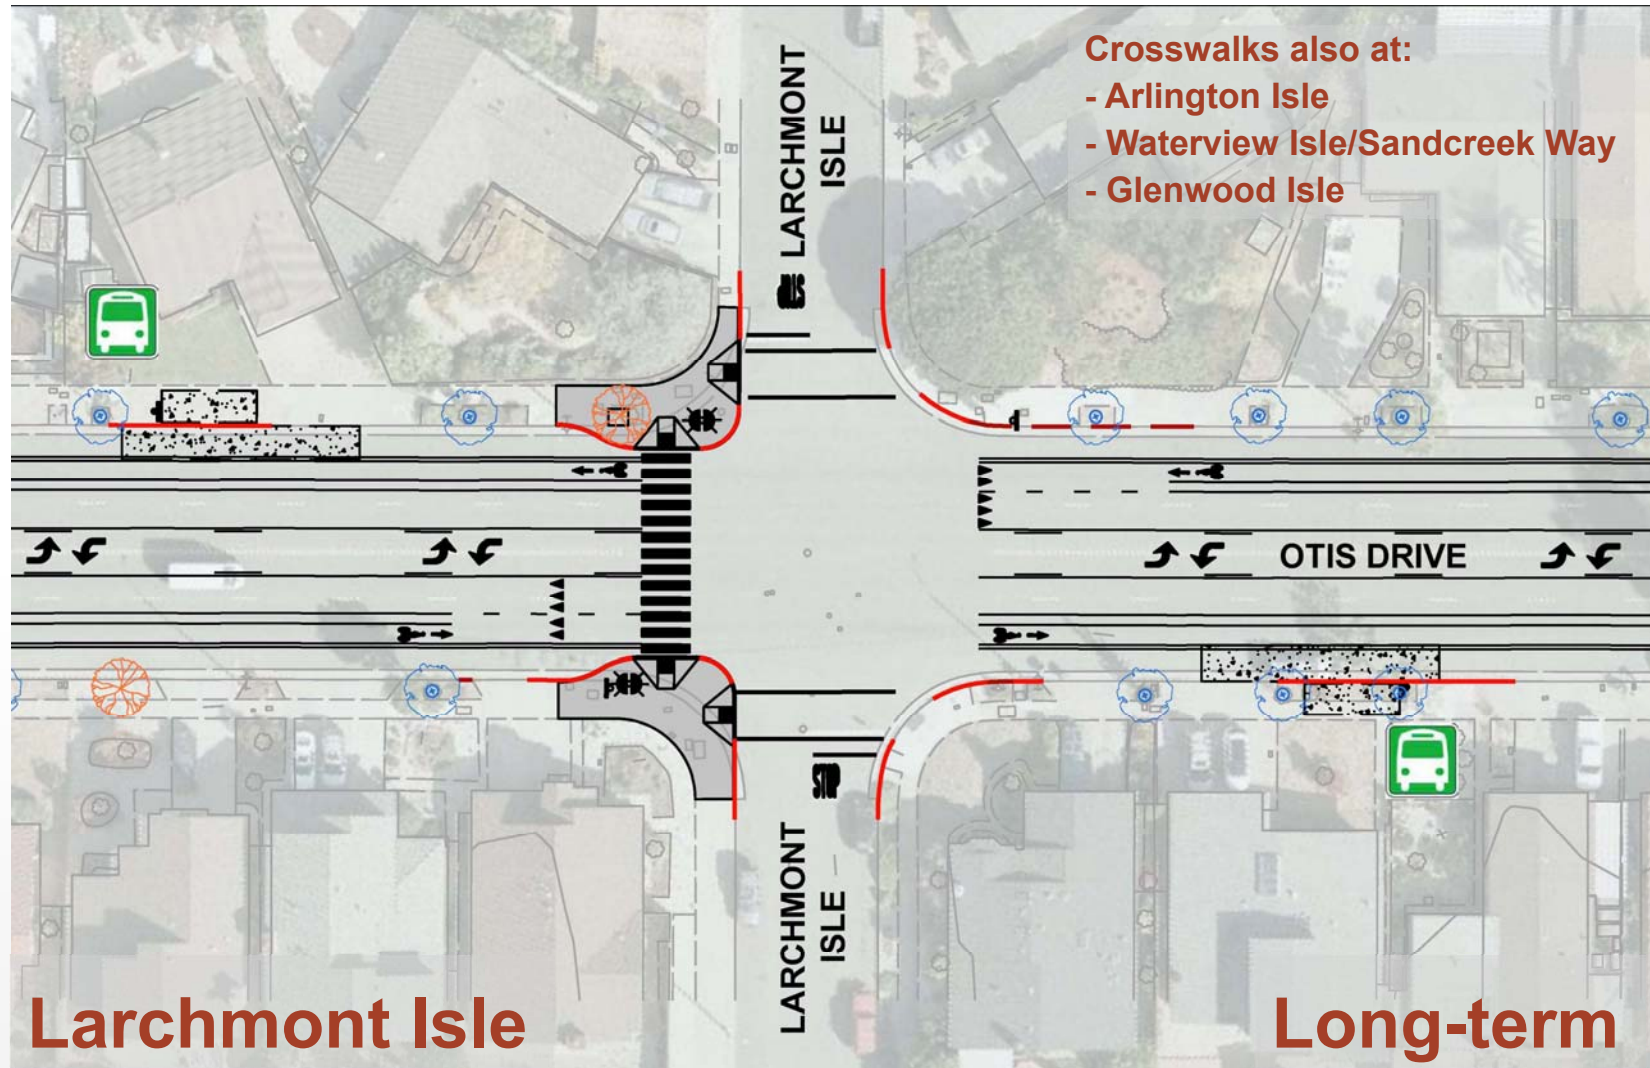 LARCHMONT
ISLE
Crosswalks also at:
- Arlington Isle
- Waterview Isle/Sandcreek Way
- Glenwood Isle
OTIS DRIVE
LARCHMONT
ISLE
Larchmont Isle
Long-term